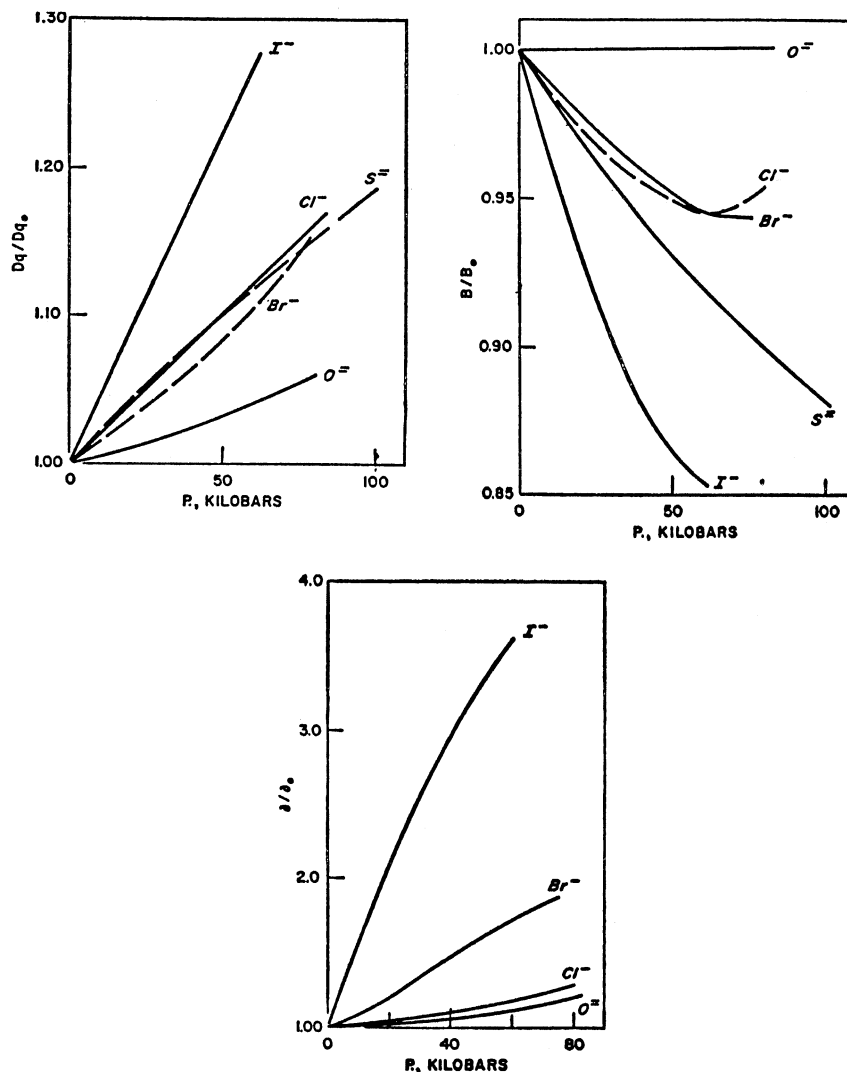 1.30
1.20
1.10
1.00
Dq/Dq₀
I⁻
Cl⁻
S⁼
Br⁻
O⁼
0
50
100
P., KILOBARS
1.00
0.95
0.90
0.85
B/B₀
O⁼
Cl⁻
Br⁻
S⁼
I⁻
0
50
100
P., KILOBARS
4.0
3.0
2.0
1.00
∂/∂₀
I⁻
Br⁻
Cl⁻
O⁼
0
40
80
P., KILOBARS